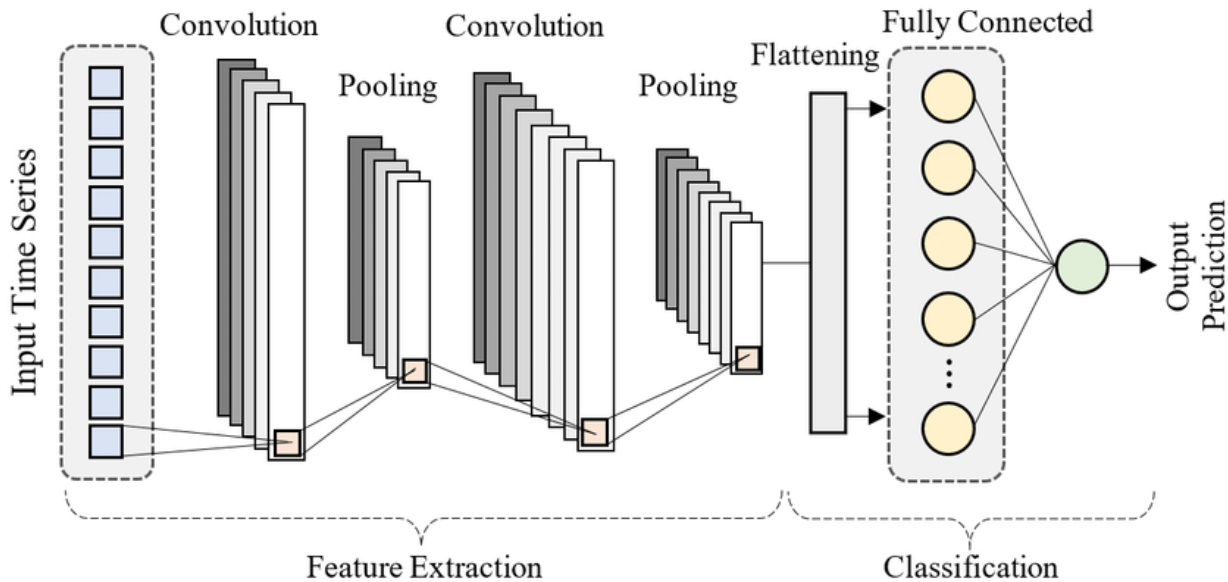 Convolution
Convolution
Fully Connected
Pooling
Pooling
Flattening
Input Time Series
Output
Prediction
Feature Extraction
Classification